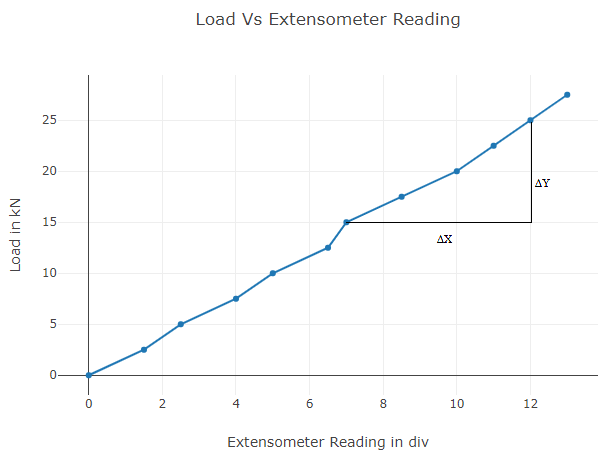 Load Vs Extensometer Reading
Load in kN
25
20
15
10
5
0
ΔY
ΔX
0 2 4 6 8 10 12
Extensometer Reading in div